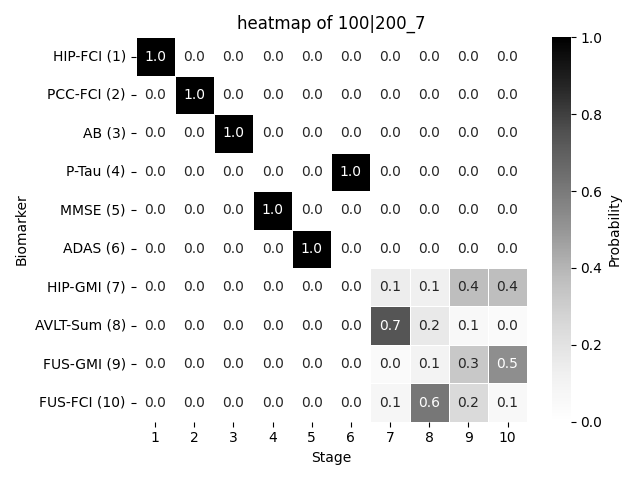 heatmap of 100|200_7
HIP-FCI (1) 1.0 0.0 0.0 0.0 0.0 0.0 0.0 0.0 0.0 0.0
PCC-FCI (2) 0.0 1.0 0.0 0.0 0.0 0.0 0.0 0.0 0.0 0.0
AB (3) 0.0 0.0 1.0 0.0 0.0 0.0 0.0 0.0 0.0 0.0
P-Tau (4) 0.0 0.0 0.0 0.0 0.0 1.0 0.0 0.0 0.0 0.0
MMSE (5) 0.0 0.0 0.0 1.0 0.0 0.0 0.0 0.0 0.0 0.0
ADAS (6) 0.0 0.0 0.0 0.0 1.0 0.0 0.0 0.0 0.0 0.0
HIP-GMI (7) 0.0 0.0 0.0 0.0 0.0 0.0 0.1 0.1 0.4 0.4
AVLT-Sum (8) 0.0 0.0 0.0 0.0 0.0 0.0 0.7 0.2 0.1 0.0
FUS-GMI (9) 0.0 0.0 0.0 0.0 0.0 0.0 0.0 0.1 0.3 0.5
FUS-FCI (10) 0.0 0.0 0.0 0.0 0.0 0.0 0.1 0.6 0.2 0.1
1 2 3 4 5 6 7 8 9 10
Stage
Biomarker
1.0
0.8
0.6
0.4
0.2
0.0
Probability